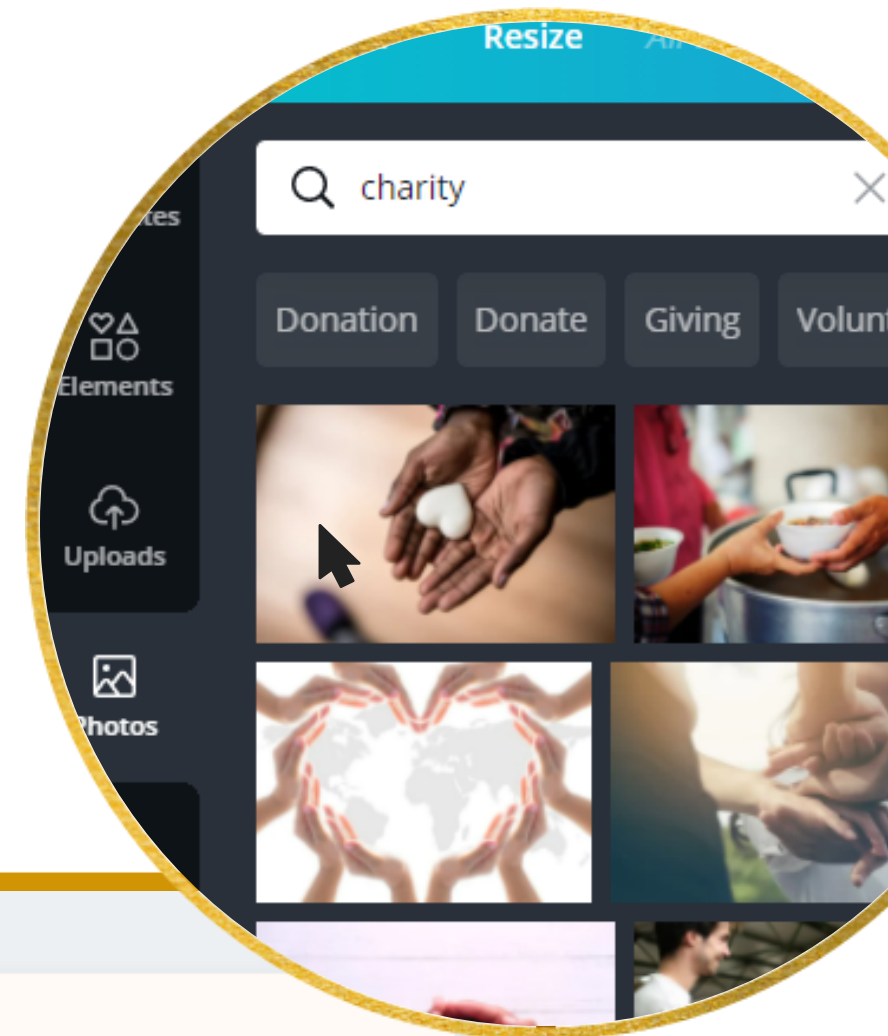 Resize
charity
Donation Donate Giving
Elements
Uploads
Photos